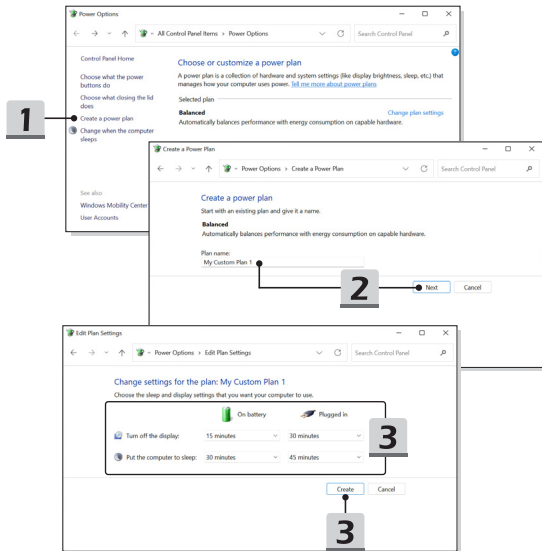 Power Options
All Control Panel Items > Power Options
Search Control Panel
Control Panel Home
Choose what the power
buttons do
Choose what closing the lid
does
Create a power plan
Change when the computer
sleeps
See also
Windows Mobility Center
User Accounts
Choose or customize a power plan
A power plan is a collection of hardware and system settings (like display brightness, sleep, etc.) that
manages how your computer uses power. Tell me more about power plans
Selected plan
Balanced
Change plan settings
Automatically balances performance with energy consumption on capable hardware.
1
Create a Power Plan
Power Options > Create a Power Plan
Search Control Panel
Create a power plan
Start with an existing plan and give it a name.
Balanced
Automatically balances performance with energy consumption on capable hardware.
Plan name:
My Custom Plan 1
2
Next
Cancel
Edit Plan Settings
Power Options > Edit Plan Settings
Search Control Panel
Change settings for the plan: My Custom Plan 1
Choose the sleep and display settings that you want your computer to use.
On battery
Plugged in
Turn off the display:
15 minutes
30 minutes
Put the computer to sleep:
30 minutes
45 minutes
3
Create
Cancel
3